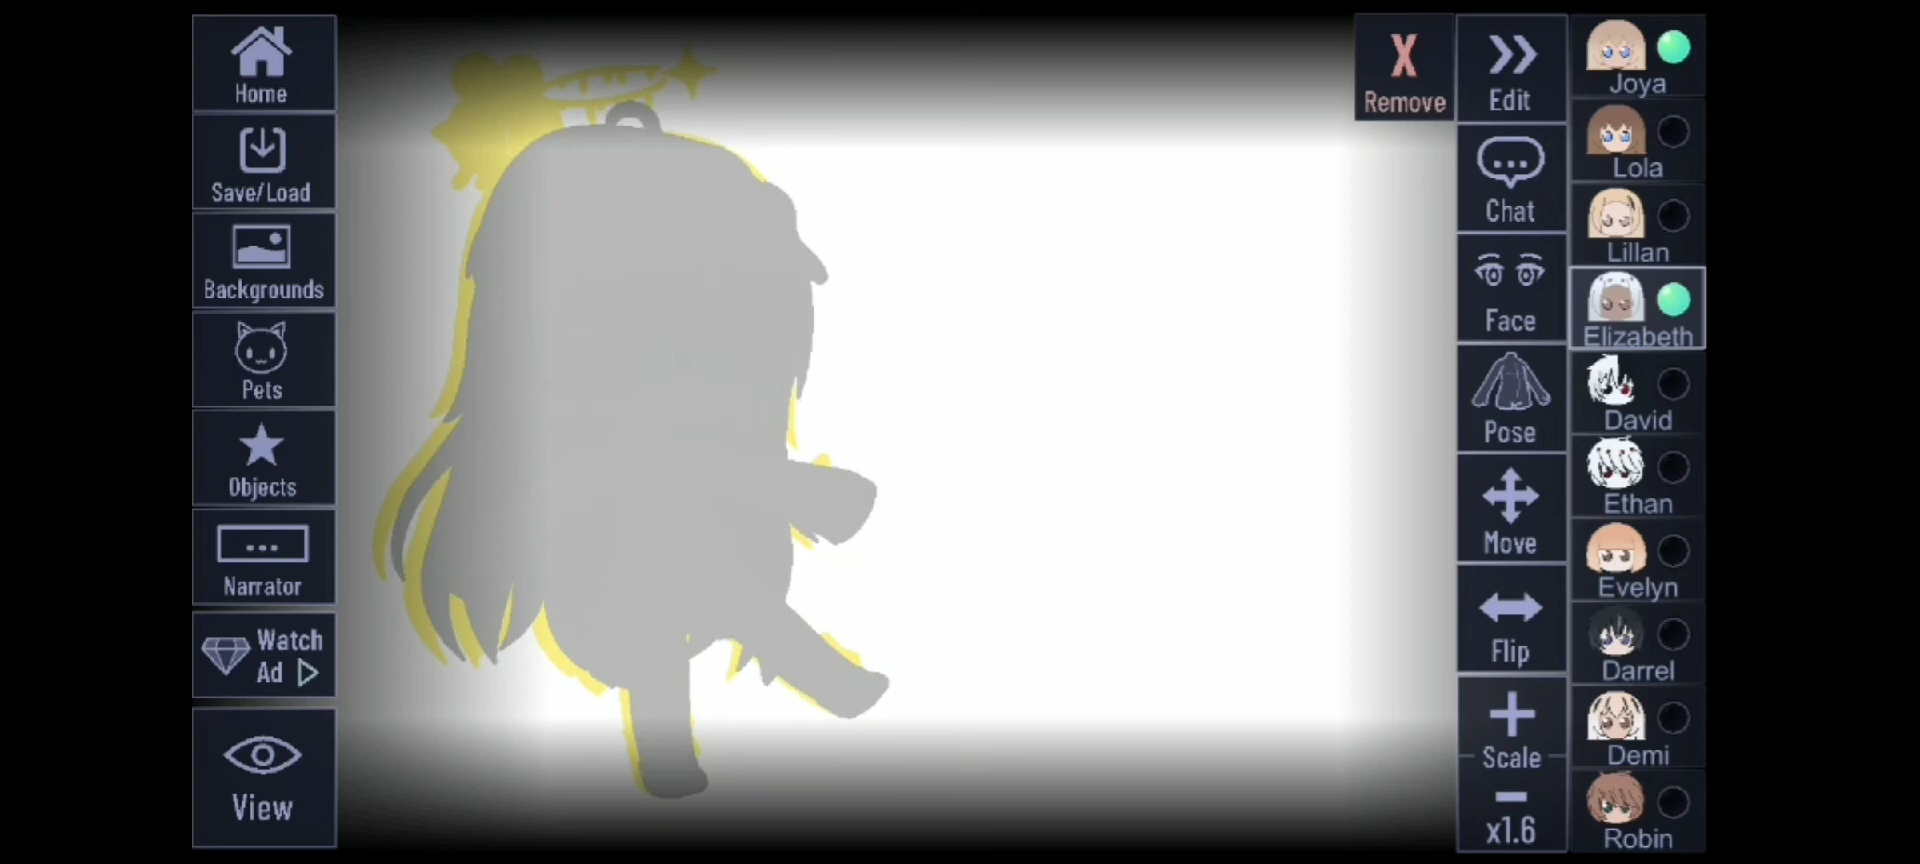 Home
Save/Load
Backgrounds
Pets
Objects
...
Narrator
Watch
Ad
View
X
Remove
Edit
...
Chat
Face
Pose
Move
Flip
Scale
x1.6
Joya
Lola
Lillan
Elizabeth
David
Ethan
Evelyn
Darrel
Demi
Robin